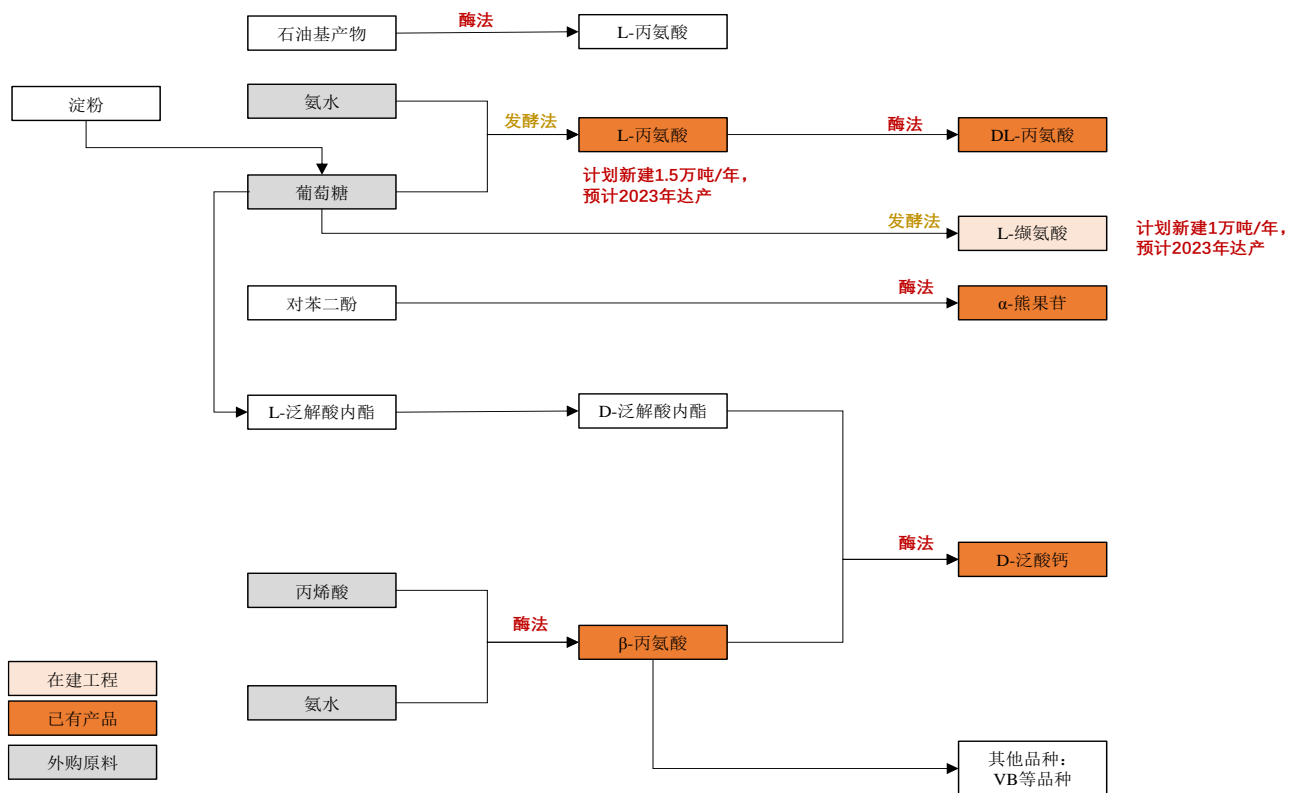 石油基产物
酶法
L-丙氨酸
淀粉
氨水
发酵法
L-丙氨酸
酶法
DL-丙氨酸
计划新建1.5万吨/年，
预计2023年达产
葡萄糖
发酵法
L-缬氨酸
计划新建1万吨/年，
预计2023年达产
对苯二酚
酶法
α-熊果苷
L-泛解酸内酯
D-泛解酸内酯
酶法
D-泛酸钙
丙烯酸
酶法
β-丙氨酸
氨水
在建工程
已有产品
外购原料
其他品种：
VB等品种